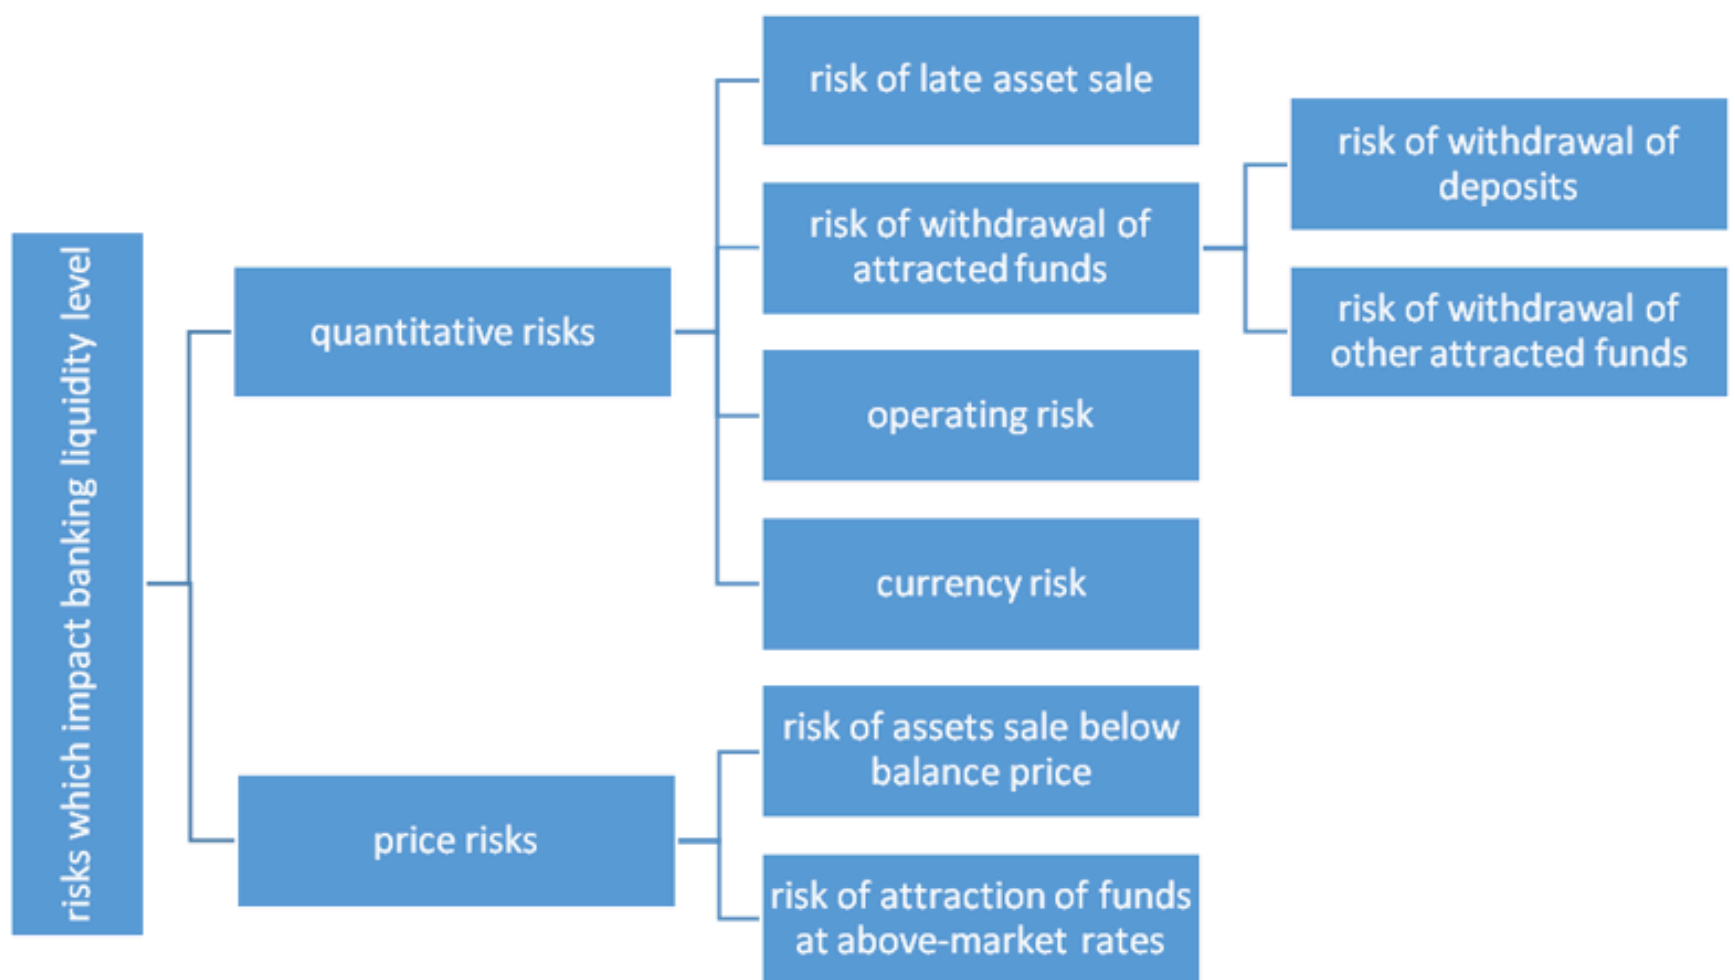 risks which impact banking liquidity level
quantitative risks
risk of late asset sale
risk of withdrawal of
attracted funds
risk of withdrawal of
deposits
risk of withdrawal of
other attracted funds
operating risk
currency risk
price risks
risk of assets sale below
balance price
risk of attraction of funds
at above-market rates